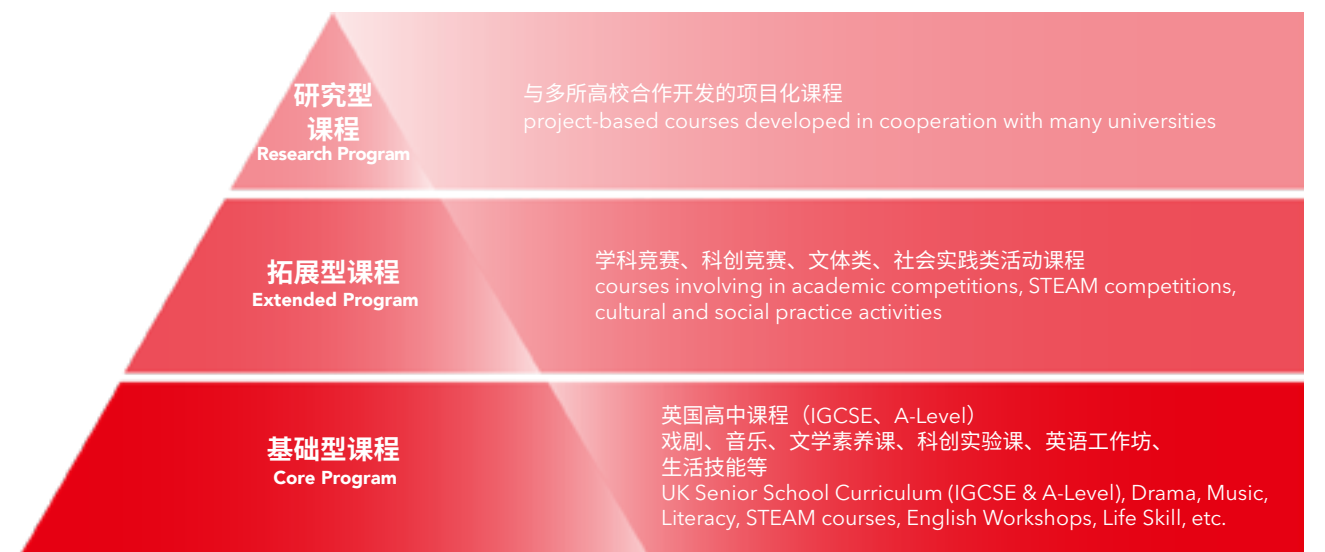 研究型
课程
Research Program
与多所高校合作开发的项目化课程
project-based courses developed in cooperation with many universities
拓展型课程
Extended Program
学科竞赛、科创竞赛、文体类、社会实践类活动课程
courses involving in academic competitions, STEAM competitions,
cultural and social practice activities
基础型课程
Core Program
英国高中课程（IGCSE、A-Level）
戏剧、音乐、文学素养课、科创实验课、英语工作坊、
生活技能等
UK Senior School Curriculum (IGCSE & A-Level), Drama, Music,
Literacy, STEAM courses, English Workshops, Life Skill, etc.